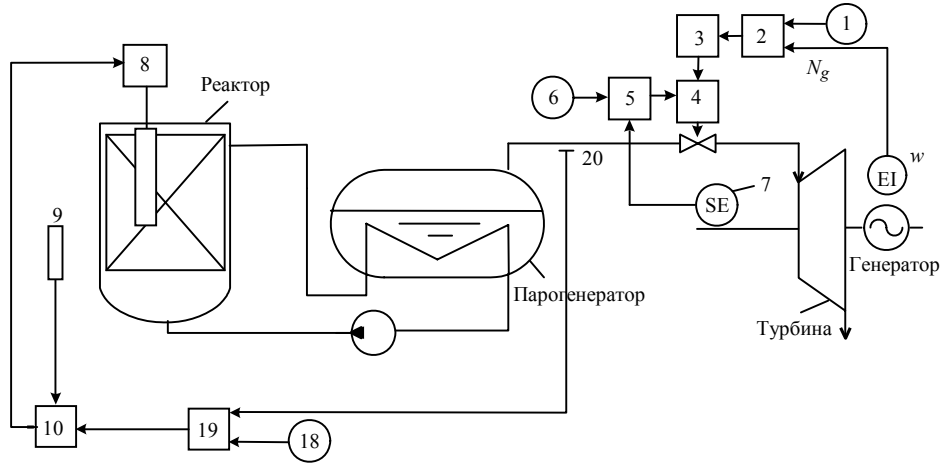 1
2
3
N_g
8
Реактор
6
5
4
20
EI
w
7
SE
9
Генератор
Парогенератор
Турбина
10
19
18